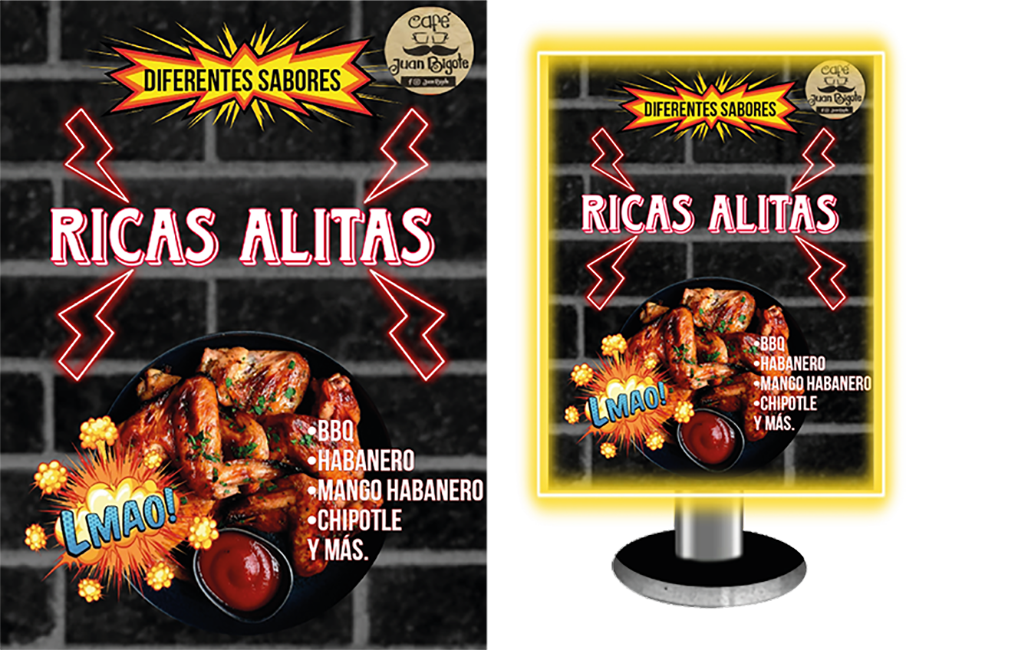 DIFERENTES SABORES
Café
Juan Bigote
RICAS ALITAS
•BBQ
•HABANERO
•MANGO HABANERO
•CHIPOTLE
Y MÁS.
LMAO!
DIFERENTES SABORES
Café
Juan Bigote
RICAS ALITAS
•BBQ
•HABANERO
•MANGO HABANERO
•CHIPOTLE
Y MÁS.
LMAO!